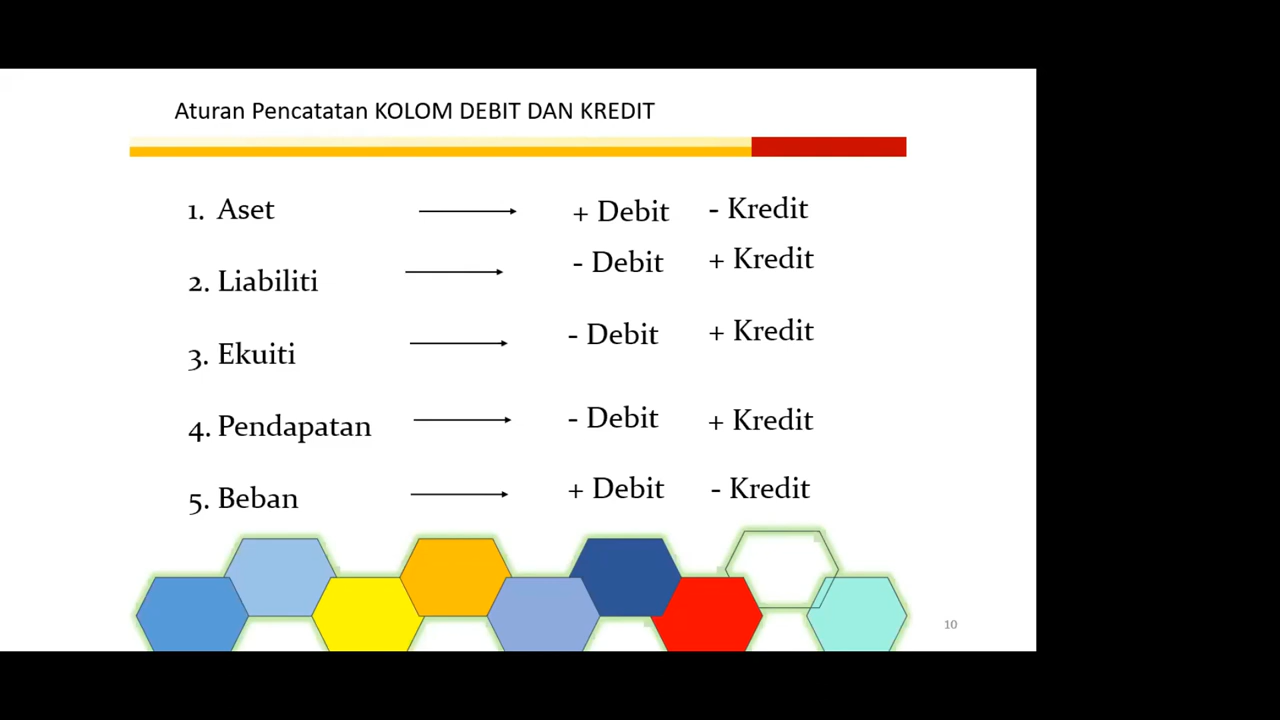 Aturan Pencatatan KOLOM DEBIT DAN KREDIT
1. Aset + Debit - Kredit
2. Liabiliti - Debit + Kredit
3. Ekuiti - Debit + Kredit
4. Pendapatan - Debit + Kredit
5. Beban + Debit - Kredit
10